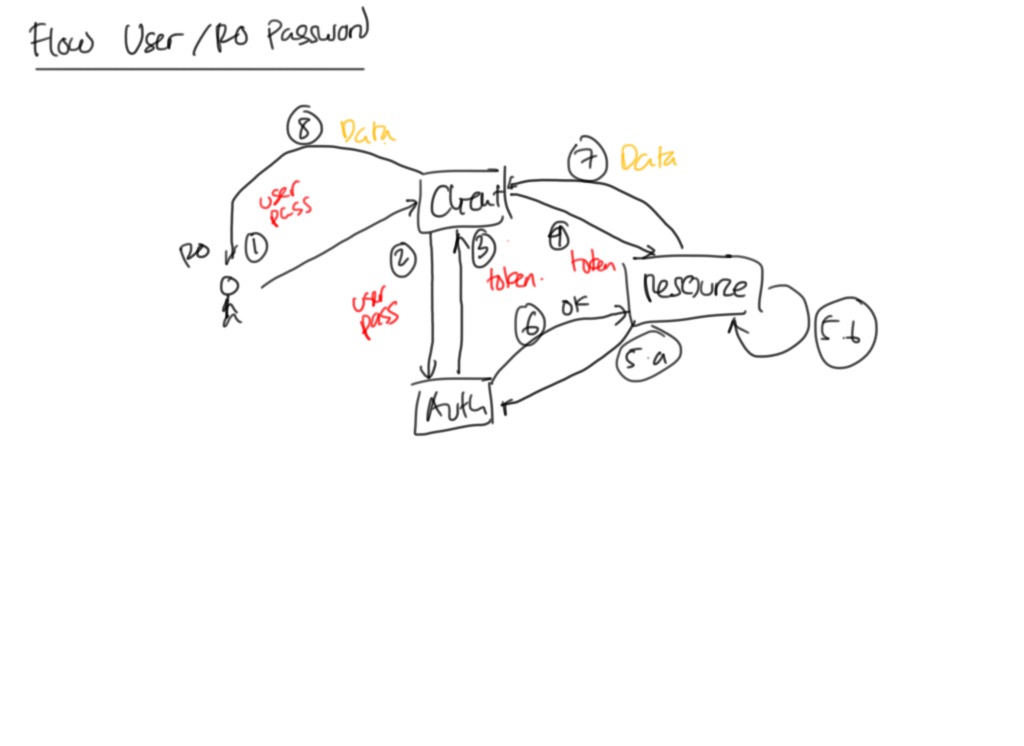 Flow User/RO Password
8 Data
7 Data
user
pass
Client
RO
1
2
3
4
token.
token
user
pass
Resource
6
OK
5.a
5.b
Auth